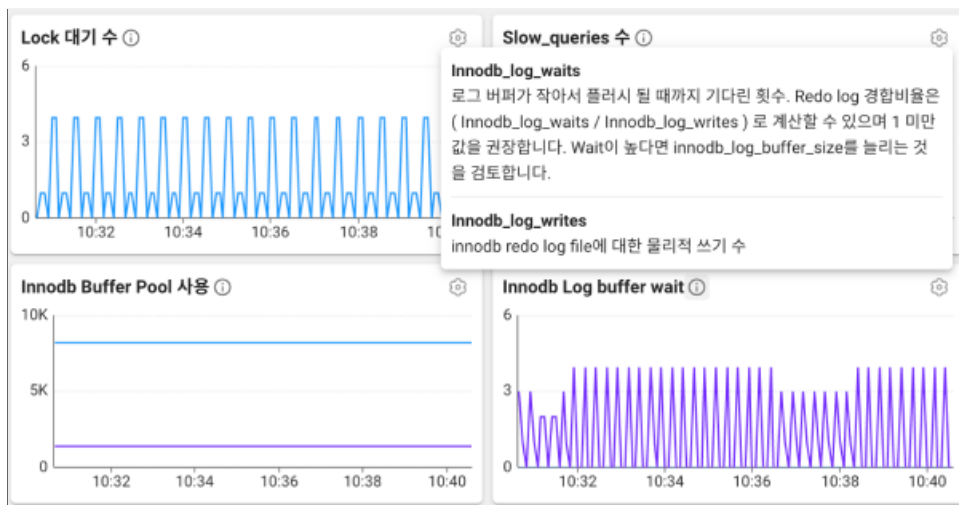 Lock 대기 수
6
3
0
10:32
10:34
10:36
10:38
Slow_queries 수
Innodb_log_waits
로그 버퍼가 작아서 플러시 될 때까지 기다린 횟수. Redo log 경합비율은
( Innodb_log_waits / Innodb_log_writes ) 로 계산할 수 있으며 1 미만
값을 권장합니다. Wait이 높다면 innodb_log_buffer_size를 늘리는 것
을 검토합니다.
Innodb_log_writes
innodb redo log file에 대한 물리적 쓰기 수
Innodb Buffer Pool 사용
10K
5K
0
10:32
10:34
10:36
10:38
10:40
Innodb Log buffer wait
6
3
0
10:32
10:34
10:36
10:38
10:40